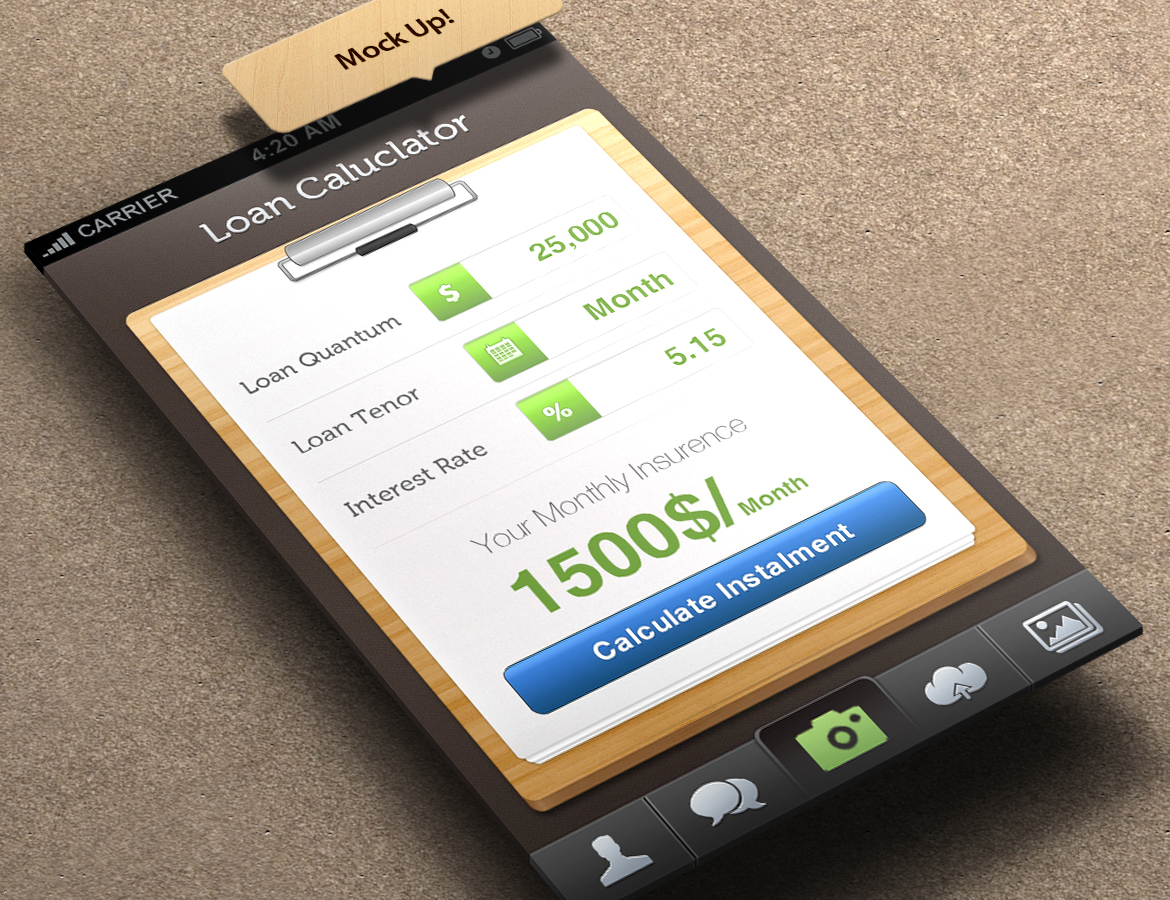 Mock Up!
CARRIER 4:20 AM
Loan Caluclator
Loan Quantum $ 25,000
Loan Tenor Month
Interest Rate % 5.15
Your Monthly Insurence
1500$/Month
Calculate Instalment